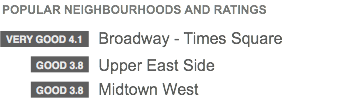 POPULAR NEIGHBOURHOODS AND RATINGS
VERY GOOD 4.1 Broadway - Times Square
GOOD 3.8 Upper East Side
GOOD 3.8 Midtown West